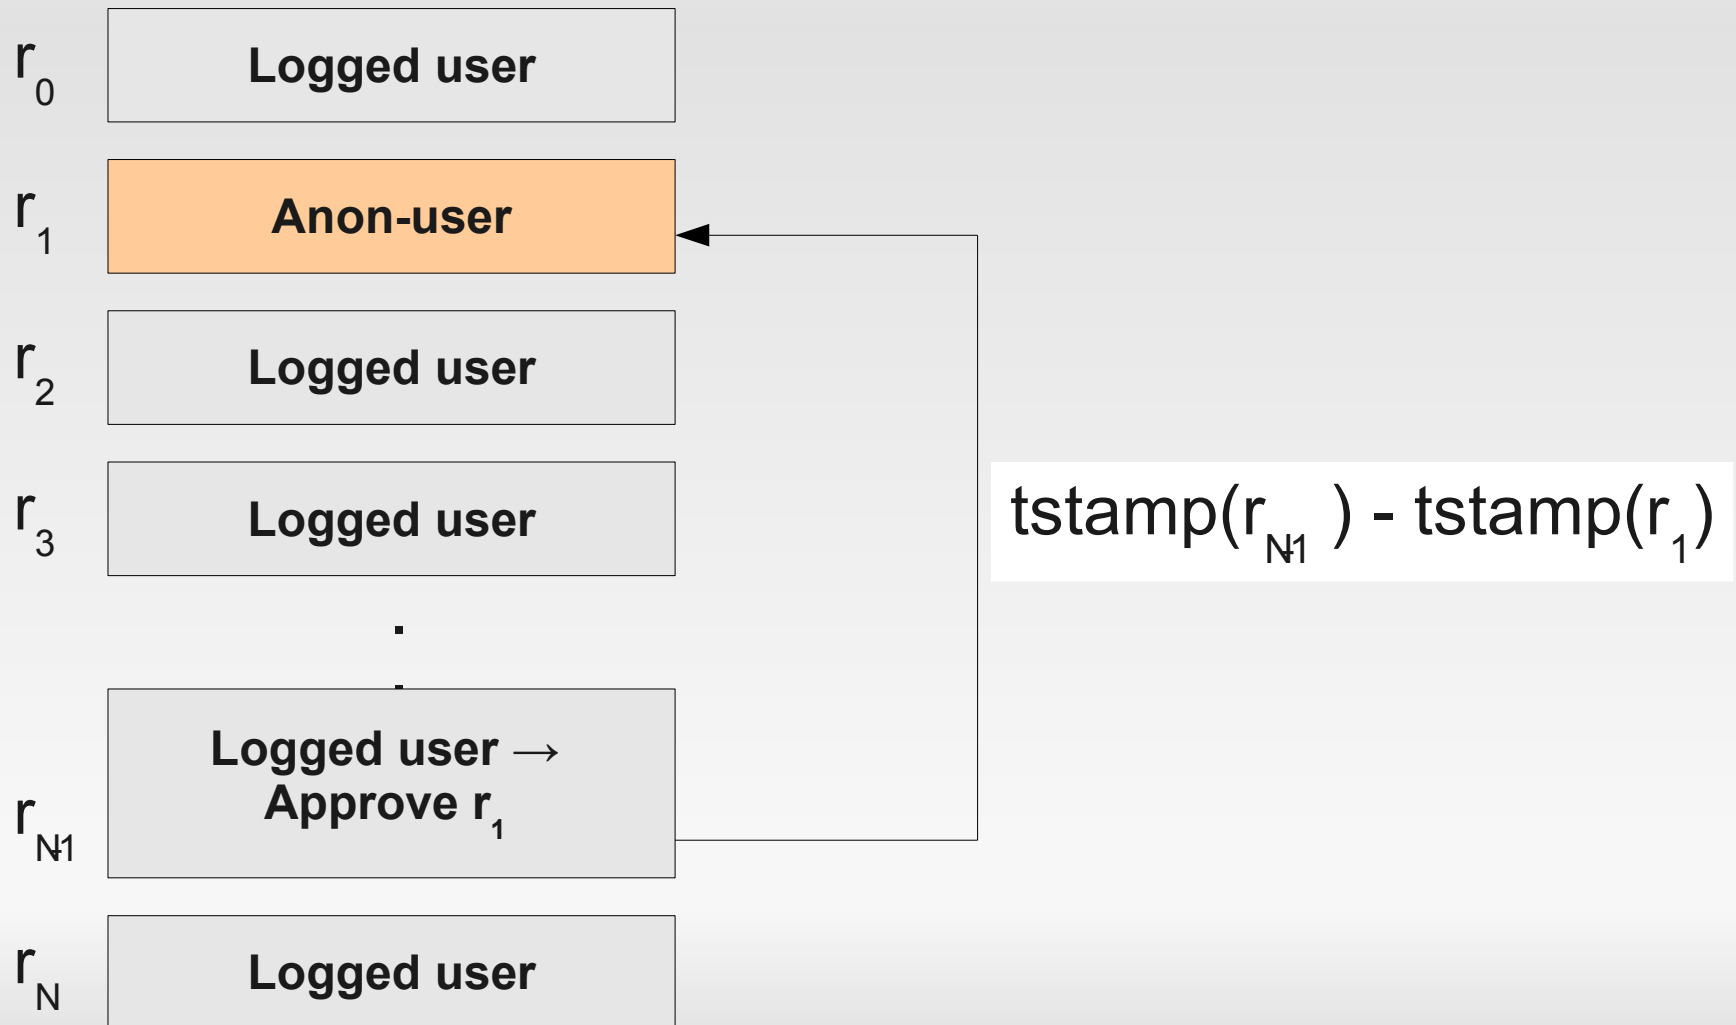 r0 Logged user
r1 Anon-user
r2 Logged user
r3 Logged user
tstamp(rN-1 ) - tstamp(r1)
.
.
Logged user →
Approve r1
rN-1
rN Logged user